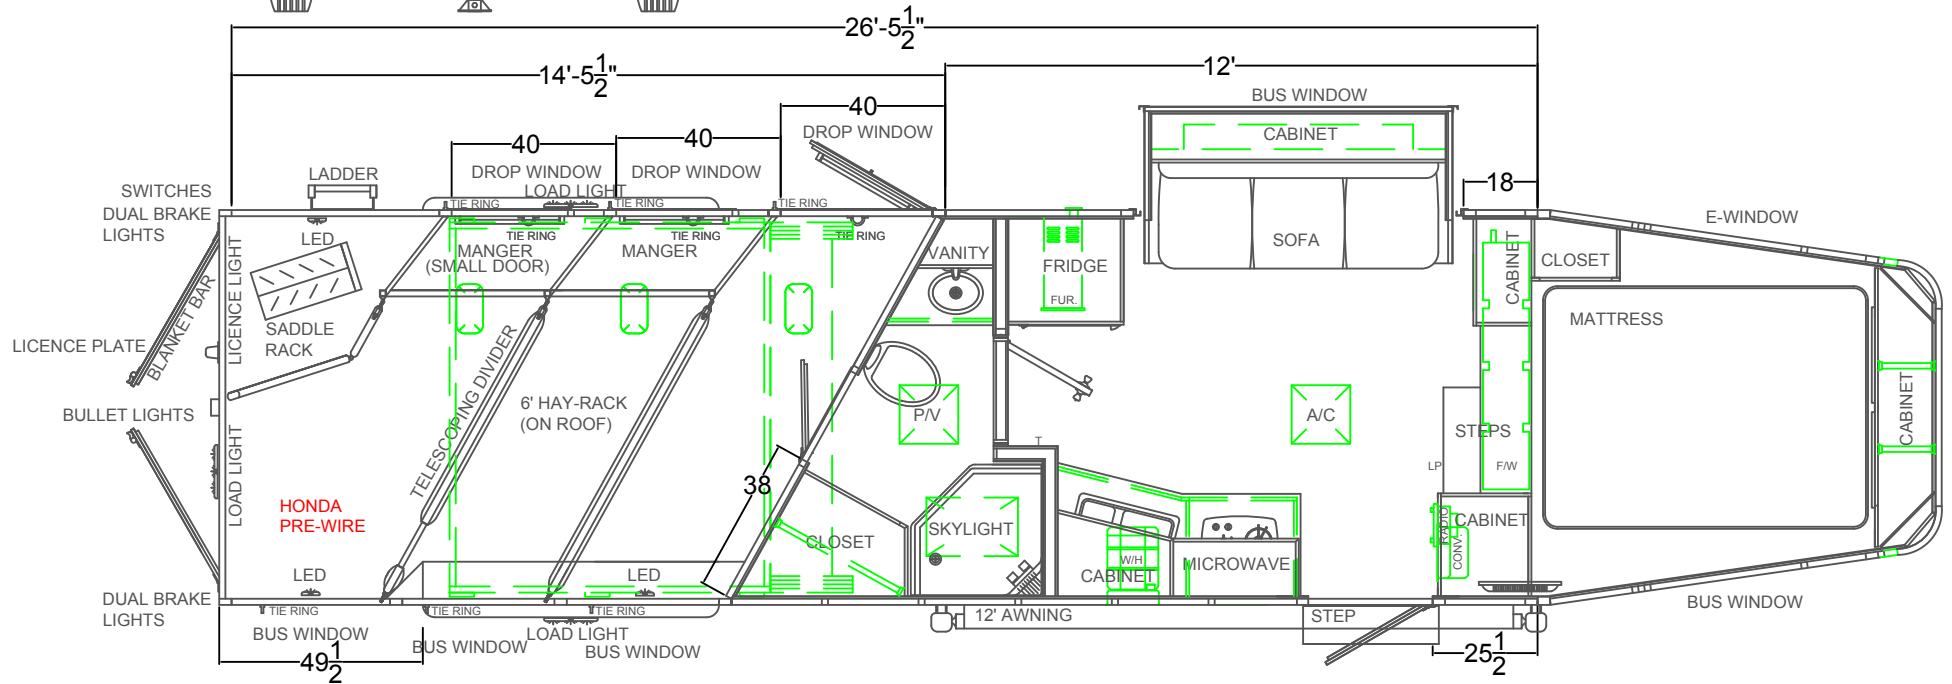 26'-5 1/2"
14'-5 1/2"
12'
40
BUS WINDOW
40
40
DROP WINDOW
CABINET
LADDER
DROP WINDOW
DROP WINDOW
18
SWITCHES
LOAD LIGHT
DUAL BRAKE
LIGHTS
TIE RING
TIE RING
TIE RING
E-WINDOW
LED
TIE RING
TIE RING
TIE RING
MANGER
(SMALL DOOR)
MANGER
VANITY
FRIDGE
SOFA
CABINET
CLOSET
FUR.
LICENCE LIGHT
BLANKET BAR
SADDLE
RACK
LICENCE PLATE
MATTRESS
TELESCOPING DIVIDER
6' HAY-RACK
(ON ROOF)
BULLET LIGHTS
P/V
A/C
CABINET
STEPS
T
LP
F/W
LOAD LIGHT
38
HONDA
PRE-WIRE
SKYLIGHT
CLOSET
RADIO
CONV.
CABINET
W/H
CABINET
MICROWAVE
LED
LED
DUAL BRAKE
LIGHTS
TIE RING
TIE RING
TIE RING
12' AWNING
STEP
BUS WINDOW
BUS WINDOW
BUS WINDOW
LOAD LIGHT
BUS WINDOW
49 1/2
25 1/2